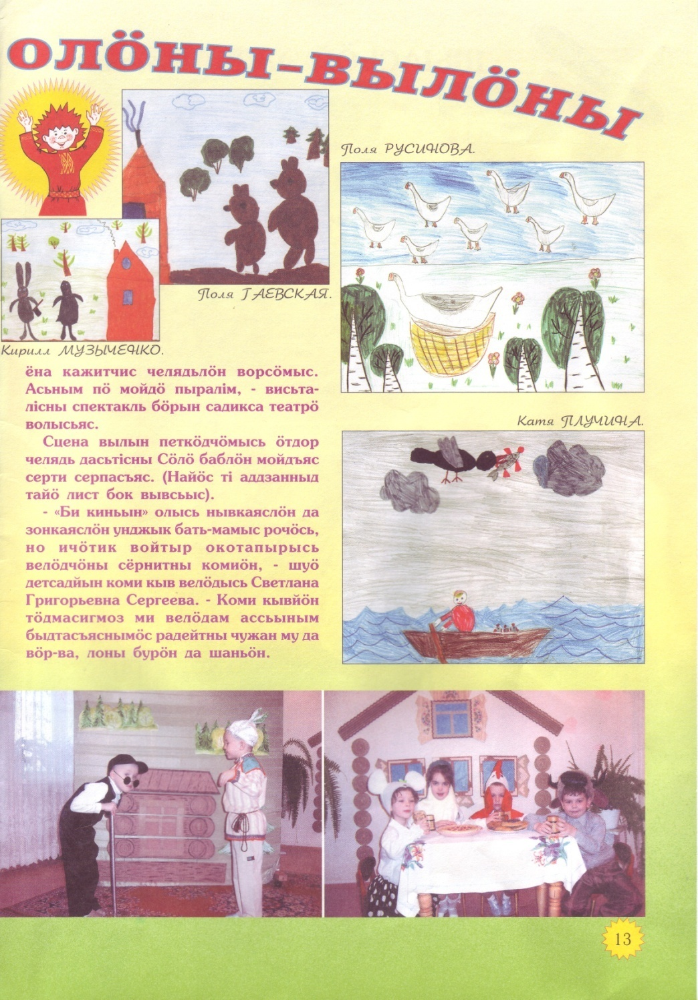 олӧны-вылӧны
Поля РУСИНОВА.
Поля ГАЕВСКАЯ.
Кирилл МУЗЫЧЕНКО.
ёна кажитчис челядьлӧн ворсӧмыс.
Асьным пӧ мойдӧ пыралім, - висьта-
лісны спектакль бӧрын садикса театрӧ
волысьяс.
Сцена вылын петкӧдчӧмысь ӧтдор
челядь дасьтісны Сӧлӧ баблӧн мойдъяс
серти серпасъяс. (Найӧс ті аддзанныд
тайӧ лист бок вывсьыс).
- «Би киньын» олысь нывкаяслӧн да
зонкаяслӧн унджык бать-мамыс рочӧсь,
но ичӧтик войтыр окотапырысь
велӧдчӧны сёрнитны комиӧн, - шуӧ
детсадйын коми кыв велӧдысь Светлана
Григорьевна Сергеева. - Коми кывйӧн
тӧдмасигмоз ми велӧдам ассьыным
быдтасъяснымӧс радейтны чужан му да
вӧр-ва, лоны бурӧн да шаньӧн.
Катя ПЛУЧИНА.
13